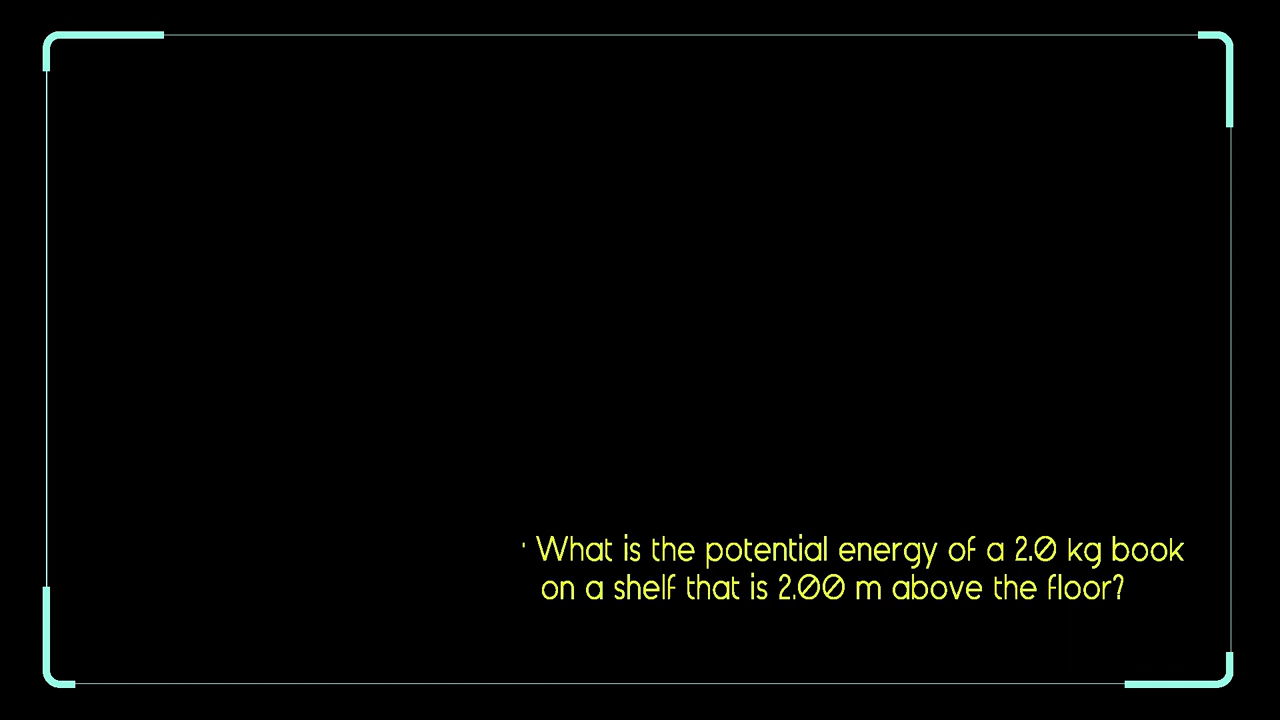 · What is the potential energy of a 2.0 kg book
on a shelf that is 2.00 m above the floor?